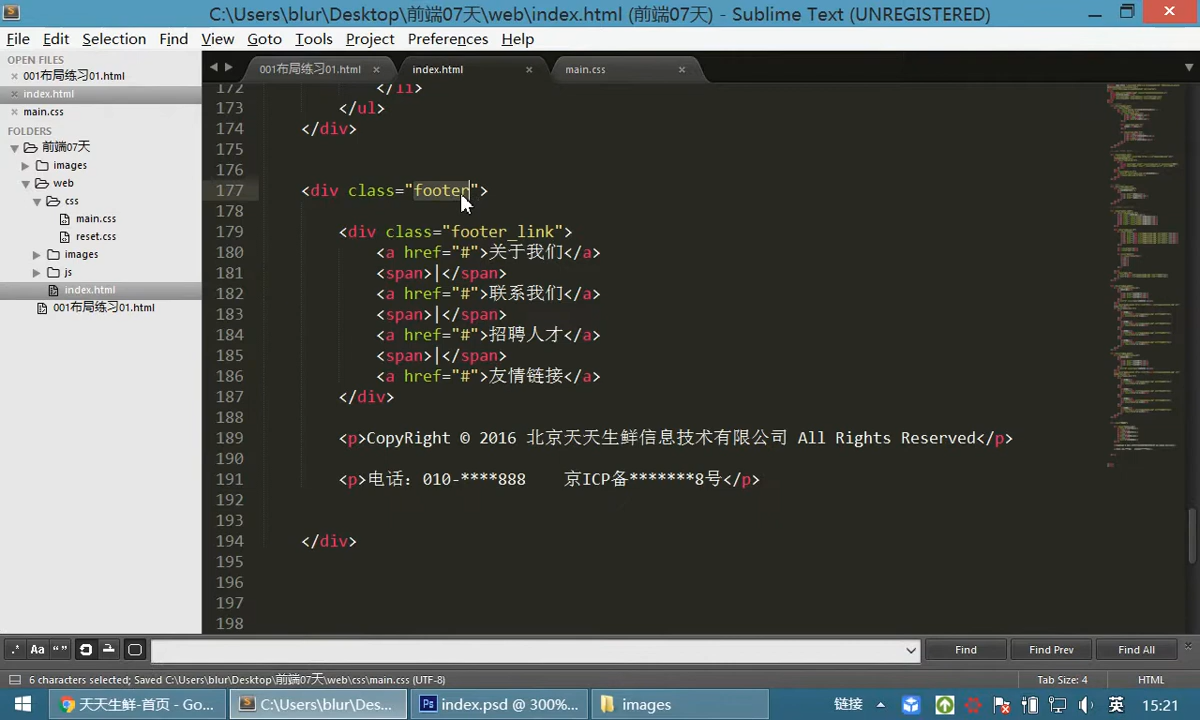 C:\Users\blur\Desktop\前端07天\web\index.html (前端07天) - Sublime Text (UNREGISTERED)
File Edit Selection Find View Goto Tools Project Preferences Help
OPEN FILES
001布局练习01.html
index.html
main.css
FOLDERS
前端07天
images
web
css
main.css
reset.css
images
js
index.html
001布局练习01.html
001布局练习01.html index.html main.css
172 </li>
173 </ul>
174 </div>
175
176
177 <div class="footer">
178
179 <div class="footer_link">
180 <a href="#">关于我们</a>
181 <span>|</span>
182 <a href="#">联系我们</a>
183 <span>|</span>
184 <a href="#">招聘人才</a>
185 <span>|</span>
186 <a href="#">友情链接</a>
187 </div>
188
189 <p>CopyRight © 2016 北京天天生鲜信息技术有限公司 All Rights Reserved</p>
190
191 <p>电话：010-****888    京ICP备*******8号</p>
192
193
194 </div>
195
196
197
198
.* Aa “ ” Find Find Prev Find All
6 characters selected; Saved C:\Users\blur\Desktop\前端07天\web\css\main.css (UTF-8) Tab Size: 4 HTML
天天生鲜-首页 - Go... C:\Users\blur\Des... index.psd @ 300%... images 链接 英 15:21